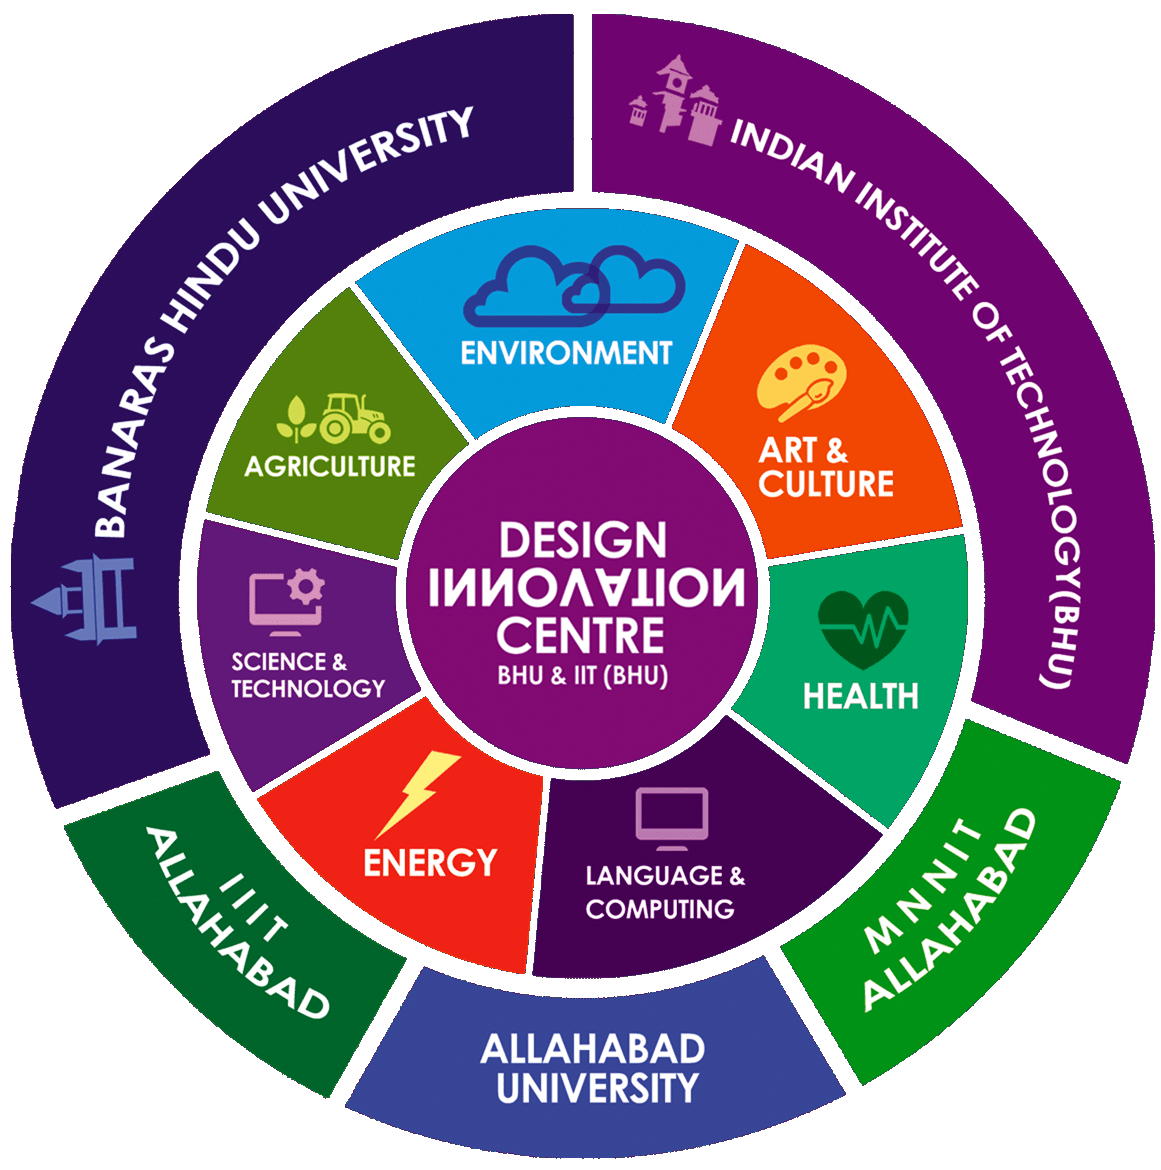 BANARAS HINDU UNIVERSITY
INDIAN INSTITUTE OF TECHNOLOGY(BHU)
ENVIRONMENT
ART &
CULTURE
AGRICULTURE
DESIGN
INNOVATION
CENTRE
BHU & IIT (BHU)
SCIENCE &
TECHNOLOGY
HEALTH
ENERGY
LANGUAGE &
COMPUTING
IIIT
ALLAHABAD
MNNIT
ALLAHABAD
ALLAHABAD
UNIVERSITY